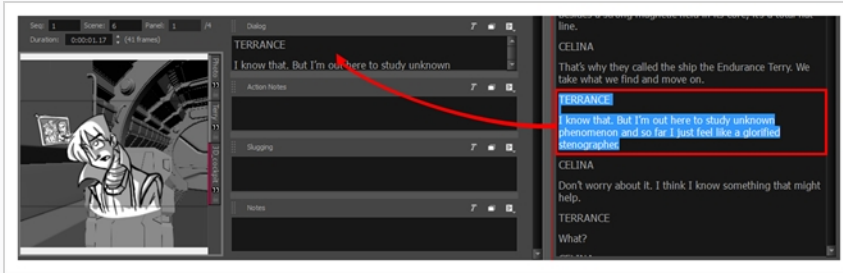 Seq: 1 Scene: 6 Panel: 1 /4
Duration: 0:00:01.17 (41 frames)
Photo
Terry
3D_cockpit
Dialog
TERRANCE
I know that. But I'm out here to study unknown
Action Notes
Slugging
Notes
line.
CELINA
That's why they called the ship the Endurance Terry. We
take what we find and move on.
TERRANCE
I know that. But I'm out here to study unknown
phenomenon and so far I just feel like a glorified
stenographer.
CELINA
Don't worry about it. I think I know something that might
help.
TERRANCE
What?